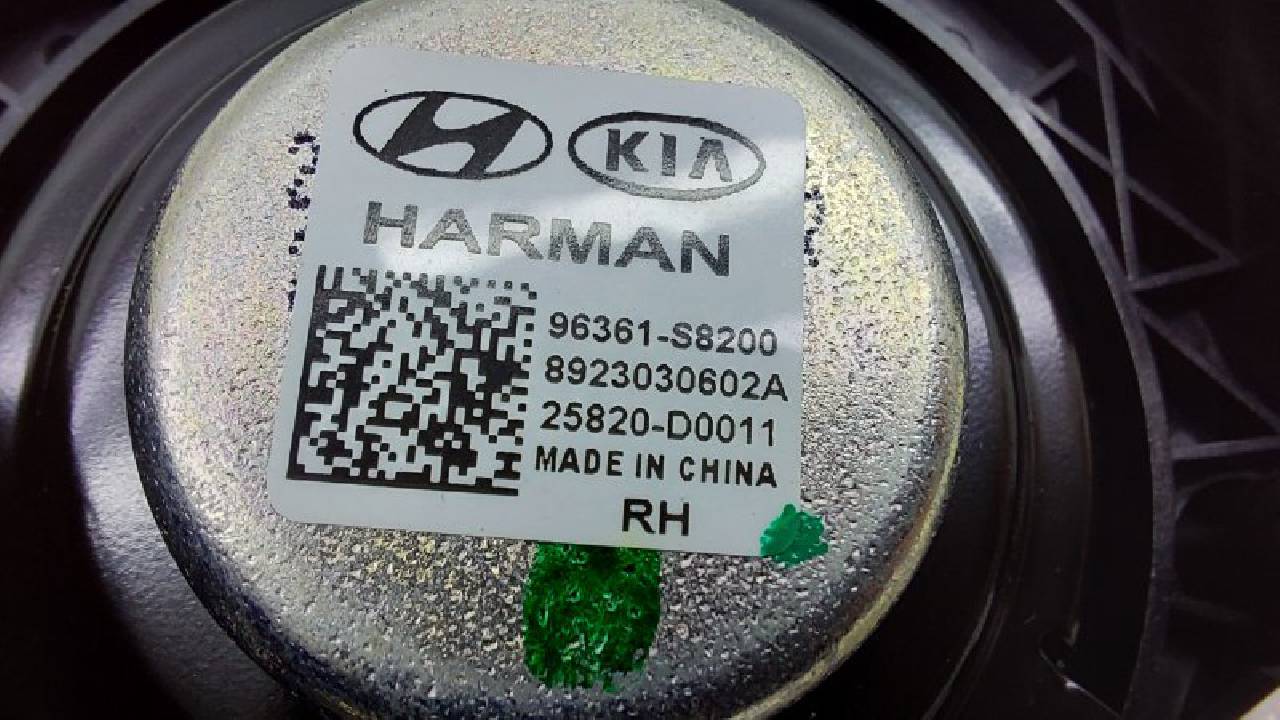 KIA
HARMAN
96361-S8200
8923030602A
25820-D0011
MADE IN CHINA
RH